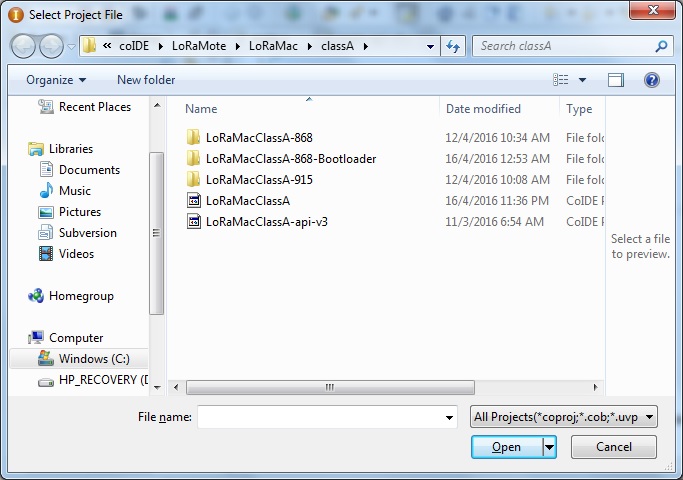 Select Project File
« coIDE LoRaMote LoRaMac classA
Search classA
Organize New folder
Recent Places
Libraries
Documents
Music
Pictures
Subversion
Videos
Homegroup
Computer
Windows (C:)
HP_RECOVERY (D
Name Date modified Type
LoRaMacClassA-868 12/4/2016 10:34 AM File fold
LoRaMacClassA-868-Bootloader 16/4/2016 12:53 AM File fold
LoRaMacClassA-915 12/4/2016 10:08 AM File fold
LoRaMacClassA 16/4/2016 11:36 PM CoIDE P
LoRaMacClassA-api-v3 11/3/2016 6:54 AM CoIDE P
Select a file
to preview.
File name:
All Projects(*coproj;*.cob;*.uvp
Open Cancel